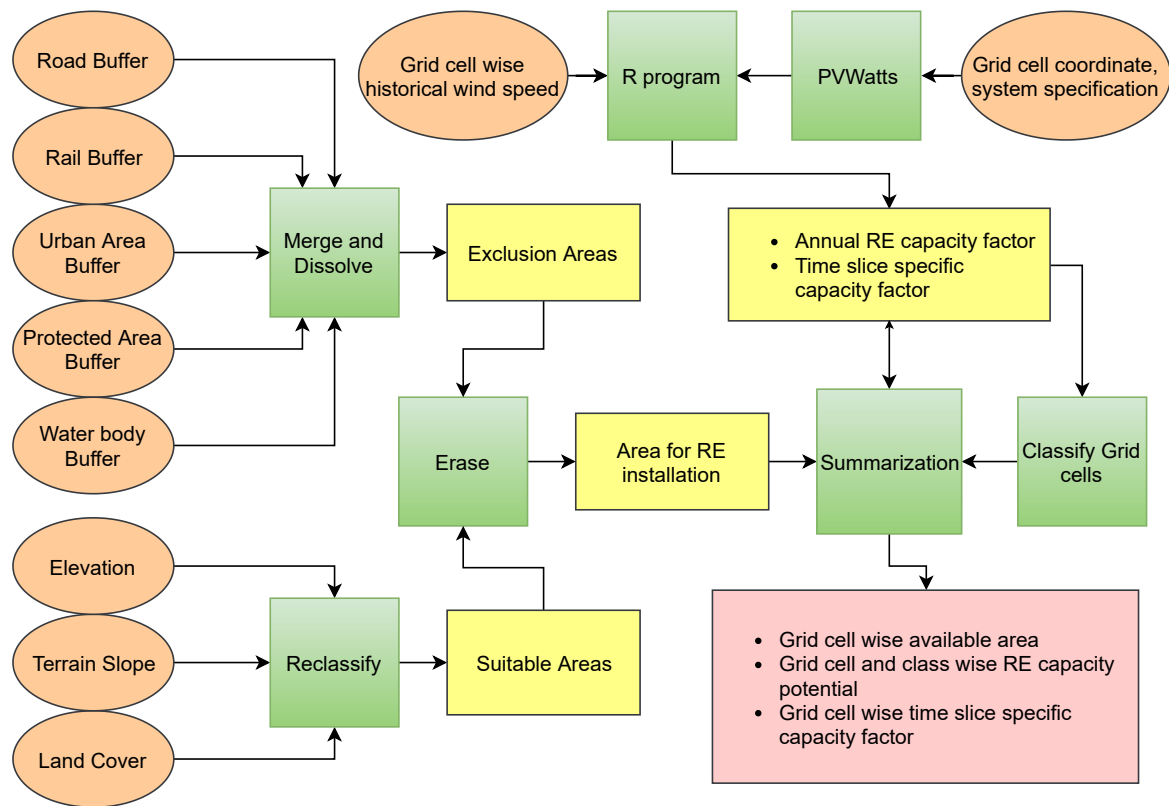 Road Buffer
Rail Buffer
Urban Area
Buffer
Protected Area
Buffer
Water body
Buffer
Merge and
Dissolve
Exclusion Areas
Elevation
Terrain Slope
Land Cover
Reclassify
Suitable Areas
Erase
Area for RE
installation
Grid cell wise
historical wind speed
R program
PVWatts
Grid cell coordinate,
system specification
• Annual RE capacity factor
• Time slice specific
capacity factor
Summarization
Classify Grid
cells
• Grid cell wise available area
• Grid cell and class wise RE capacity
potential
• Grid cell wise time slice specific
capacity factor